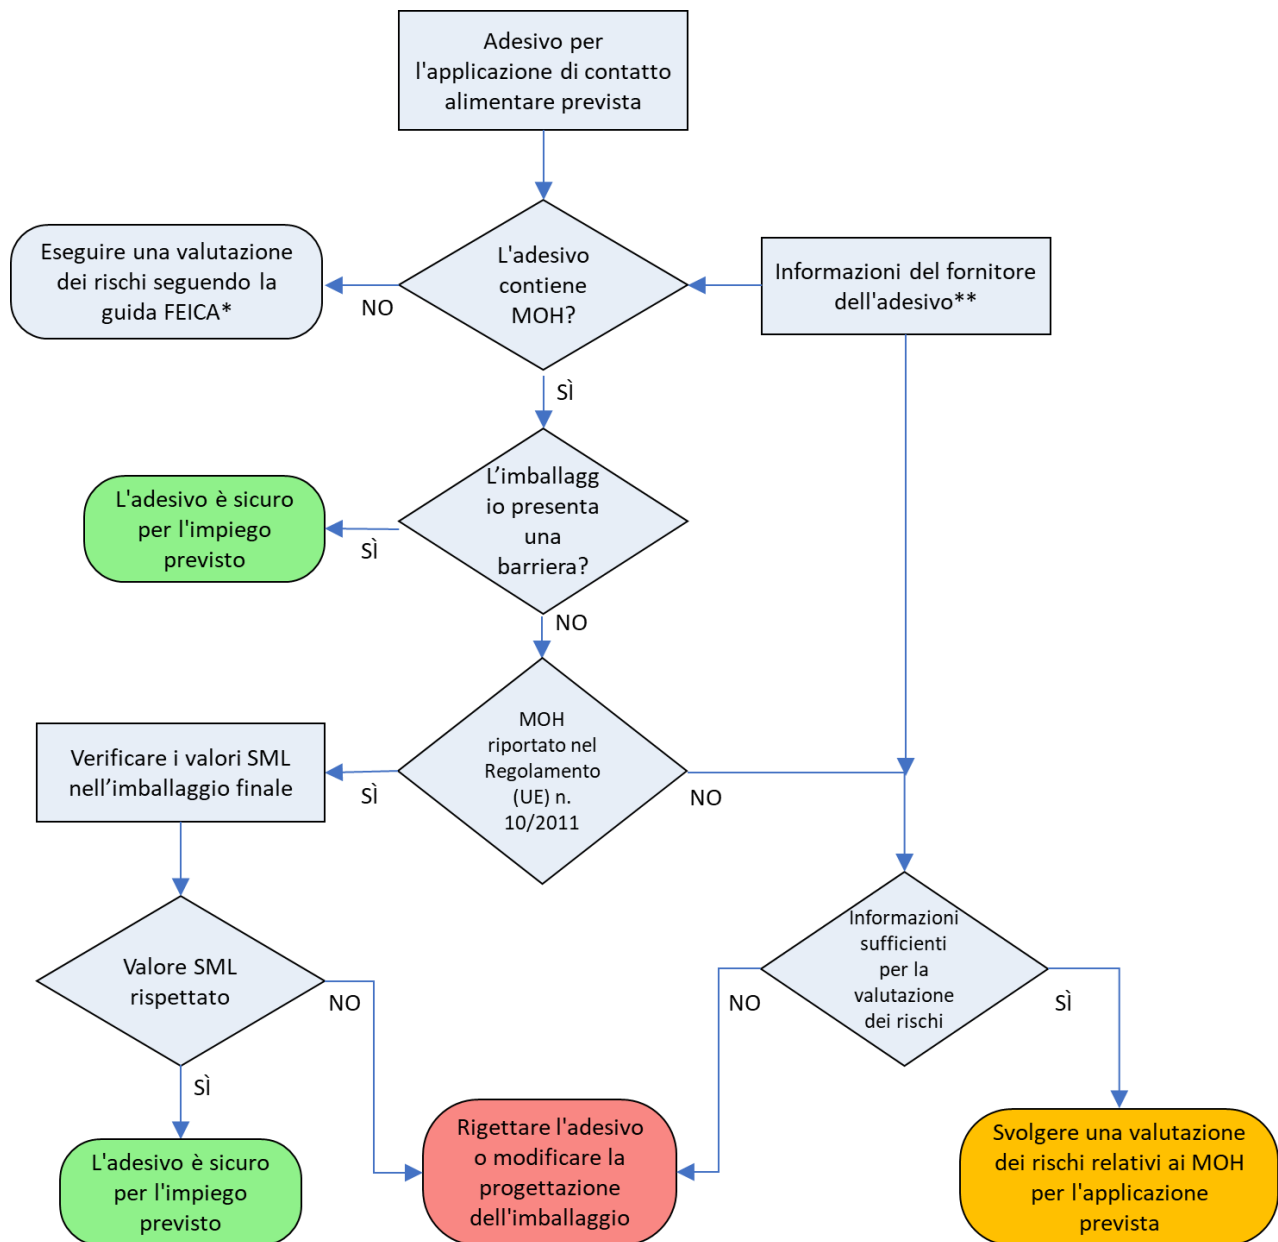 Adesivo per
l'applicazione di contatto
alimentare prevista
Eseguire una valutazione
dei rischi seguendo la
guida FEICA*
NO
L'adesivo
contiene
MOH?
Informazioni del fornitore
dell'adesivo**
SÌ
L'adesivo è sicuro
per l'impiego
previsto
SÌ
L’imballagg
io presenta
una
barriera?
NO
Verificare i valori SML
nell’imballaggio finale
SÌ
MOH
riportato nel
Regolamento
(UE) n.
10/2011
NO
Valore SML
rispettato
NO
SÌ
Informazioni
sufficienti
per la
valutazione
dei rischi
NO
SÌ
L'adesivo è sicuro
per l'impiego
previsto
Rigettare l'adesivo
o modificare la
progettazione
dell'imballaggio
Svolgere una valutazione
dei rischi relativi ai MOH
per l'applicazione
prevista